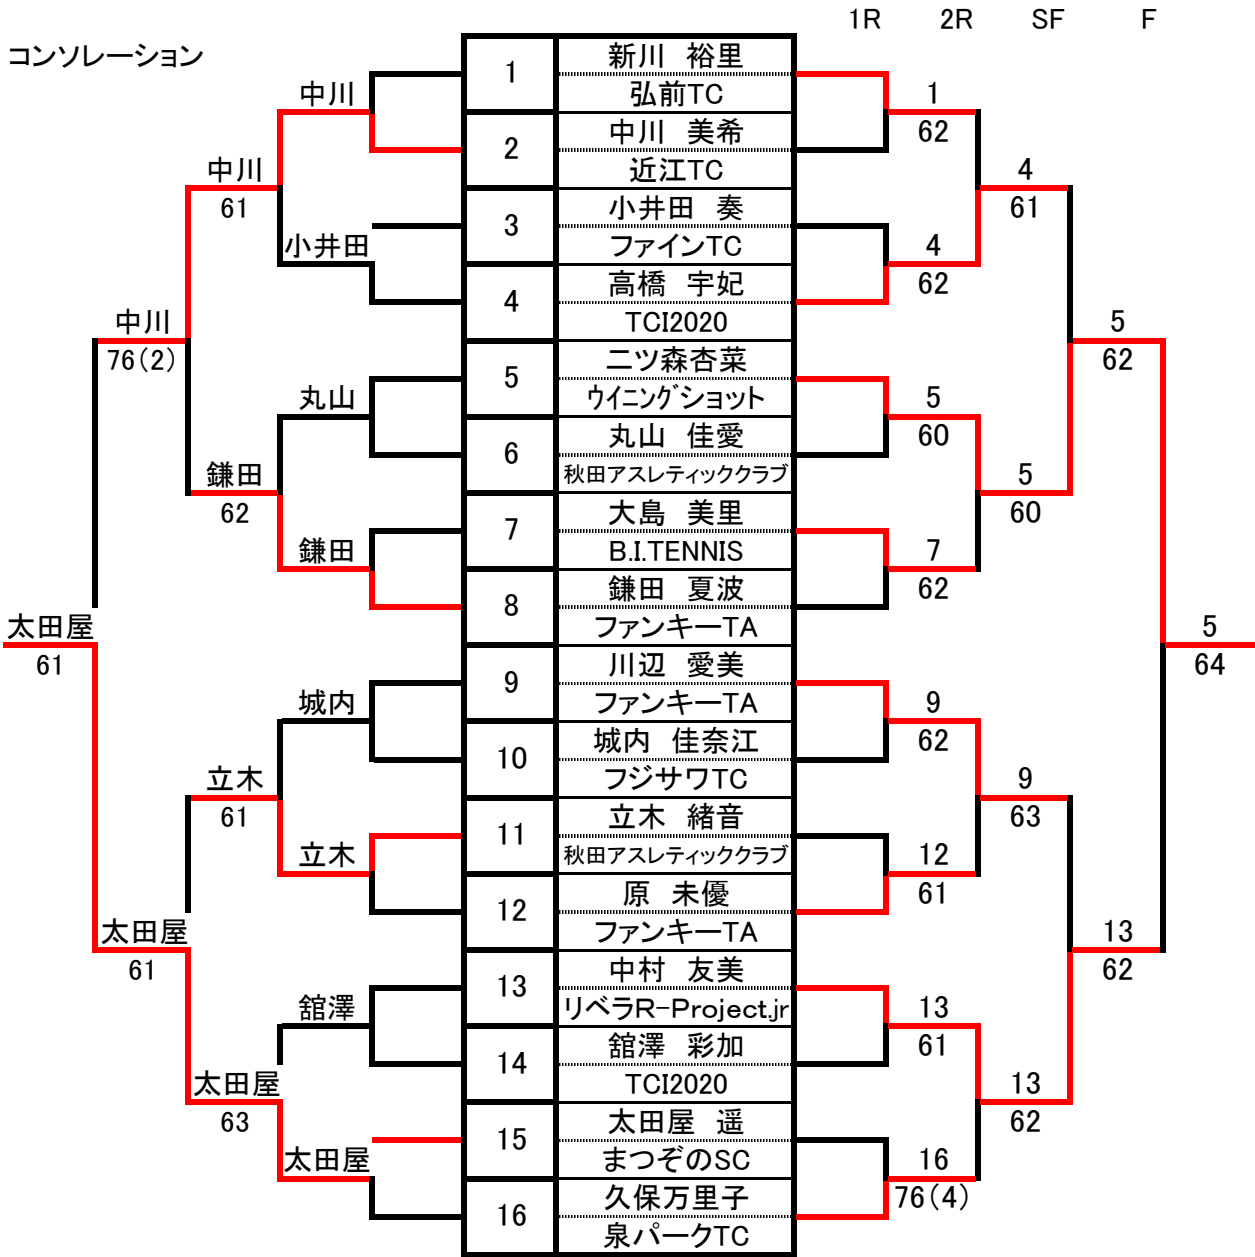 1R 2R SF F
コンソレーション
1 新川 裕里
弘前TC
2 中川 美希
近江TC
3 小井田 奏
ファインTC
4 高橋 宇妃
TCI2020
5 二ツ森杏菜
ウイニングショット
6 丸山 佳愛
秋田アスレティッククラブ
7 大島 美里
B.I.TENNIS
8 鎌田 夏波
ファンキーTA
9 川辺 愛美
ファンキーTA
10 城内 佳奈江
フジサワTC
11 立木 緒音
秋田アスレティッククラブ
12 原 未優
ファンキーTA
13 中村 友美
リベラR-Project.jr
14 舘澤 彩加
TCI2020
15 太田屋 遥
まつぞのSC
16 久保万里子
泉パークTC
中川
小井田
丸山
鎌田
城内
立木
舘澤
太田屋
中川
61
鎌田
62
立木
61
太田屋
63
中川
76(2)
太田屋
61
太田屋
61
1
62
4
62
5
60
7
62
9
62
12
61
13
61
16
76(4)
4
61
5
60
9
63
13
62
5
62
13
62
5
64